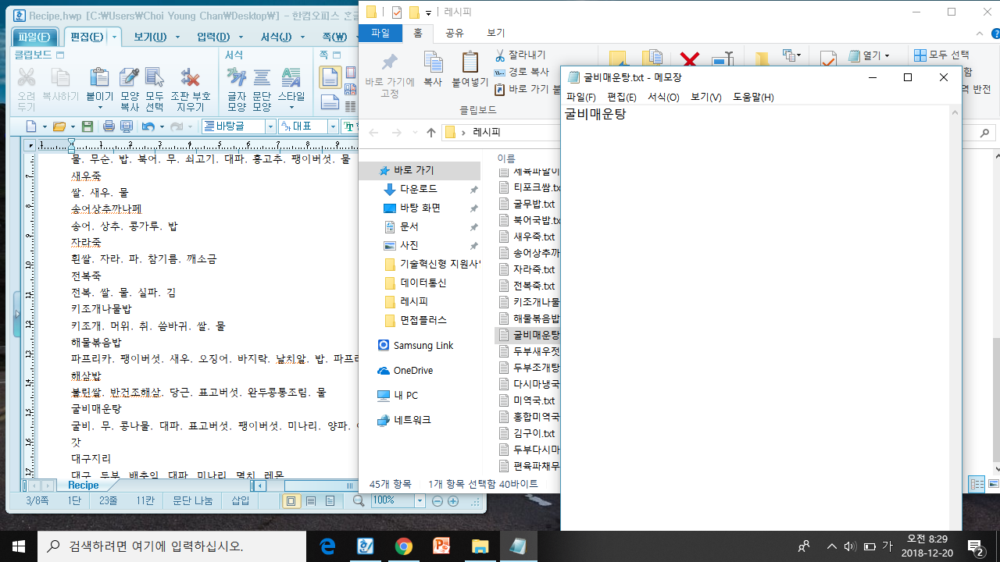 Recipe.hwp [C:\Users\Choi Young Chan\Desktop\] - 한컴오피스 흔글
파일(F) 편집(E) 보기(U) 입력(D) 서식(J) 쪽(W)
클립보드 서식 쪽
오려 두기 복사하기 붙이기 모양 복사 모두 선택 조판 부호 지우기 글자 모양 문단 모양 스타일
바탕글 대표
물. 무순. 밥. 북어. 무. 쇠고기. 대파. 홍고추. 팽이버섯. 물
새우죽
쌀. 새우. 물
송어상추까나페
송어. 상추. 콩가루. 밥
자라죽
흰쌀. 자라. 파. 참기름. 깨소금
전복죽
전복. 쌀. 물. 실파. 김
키조개나물밥
키조개. 머위. 취. 씀바귀. 쌀. 물
해물볶음밥
파프리카. 팽이버섯. 새우. 오징어. 바지락. 날치알. 밥. 파프리
해삼밥
불린쌀. 반건조해삼. 당근. 표고버섯. 완두콩통조림. 물
굴비매운탕
굴비. 무. 콩나물. 대파. 표고버섯. 팽이버섯. 미나리. 양파.
갓
대구지리
대구. 두부. 배추잎. 대파. 미나리. 멸치. 레몬
Recipe
3/8쪽 1단 23줄 11칸 문단 나눔 삽입 100%
레시피
파일 홈 공유 보기
바로 가기에 고정 복사 붙여넣기
잘라내기
경로 복사
바로 가기 붙
클립보드
열기 모두 선택
함
반전
레시피
이름
바로 가기
다운로드
바탕 화면
문서
사진
기술혁신형 지원사
데이터통신
레시피
면접플러스
Samsung Link
OneDrive
내 PC
네트워크
제육파말이
티포크쌈.tx
굴무밥.txt
북어국밥.tx
새우죽.txt
송어상추까
자라죽.txt
전복죽.txt
키조개나물
해물볶음밥
굴비매운탕
두부새우젓
두부조개탕
다시마냉국
미역국.txt
홍합미역국
김구이.txt
두부다시마
편육파채무
45개 항목 1개 항목 선택함 40바이트
굴비매운탕.txt - 메모장
파일(F) 편집(E) 서식(O) 보기(V) 도움말(H)
굴비매운탕
검색하려면 여기에 입력하십시오.
가
오전 8:29
2018-12-20
2